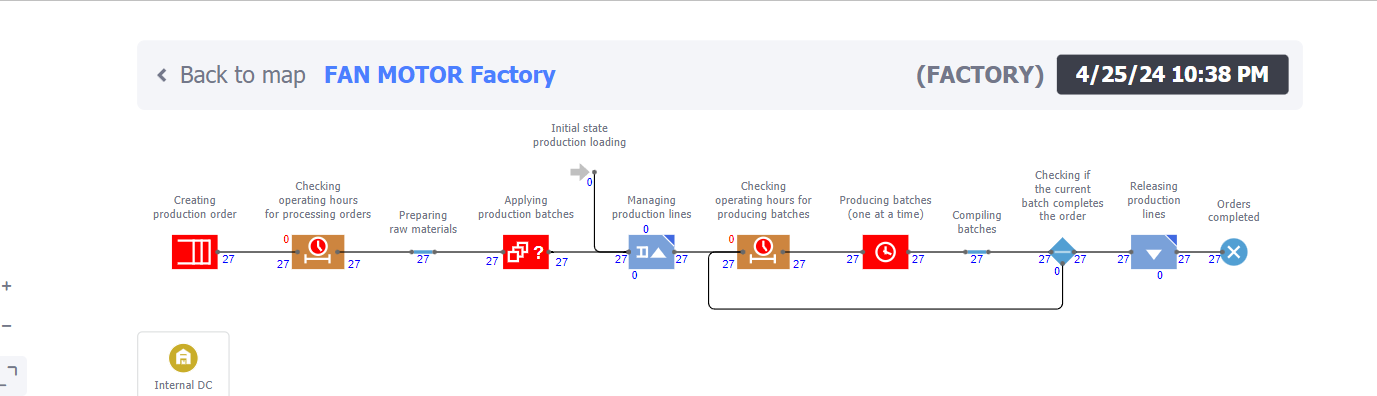 Back to map FAN MOTOR Factory (FACTORY) 4/25/24 10:38 PM
Initial state
production loading
0
Creating
production order
27
Checking
operating hours
for processing orders
0
27 27
Preparing
raw materials
27
Applying
production batches
?
27 27
Managing
production lines
0
27 27
0
Checking
operating hours for
producing batches
0
27 27
Producing batches
(one at a time)
27 27
Compiling
batches
27
Checking if
the current
batch completes
the order
27 27
0
Releasing
production
lines
27 27
0
Orders
completed
27
+
−
Internal DC